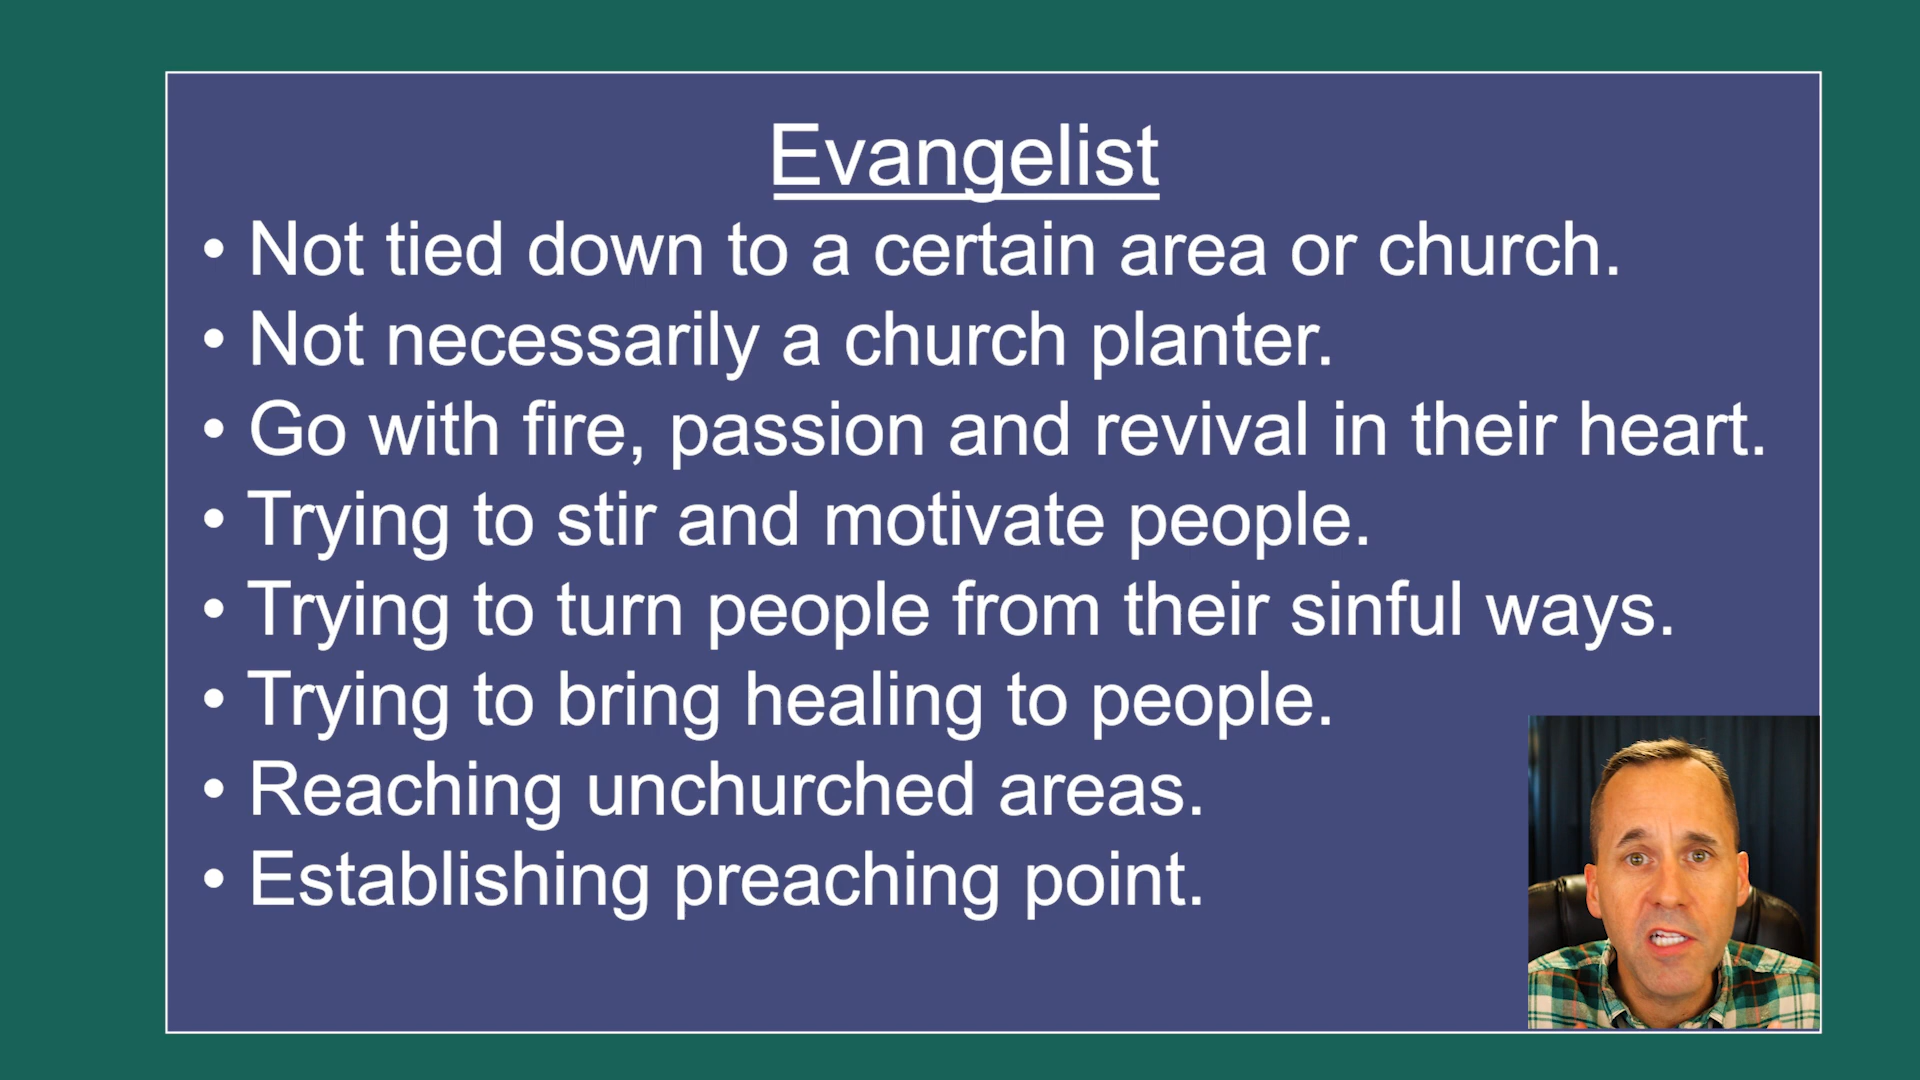 Evangelist
• Not tied down to a certain area or church.
• Not necessarily a church planter.
• Go with fire, passion and revival in their heart.
• Trying to stir and motivate people.
• Trying to turn people from their sinful ways.
• Trying to bring healing to people.
• Reaching unchurched areas.
• Establishing preaching point.